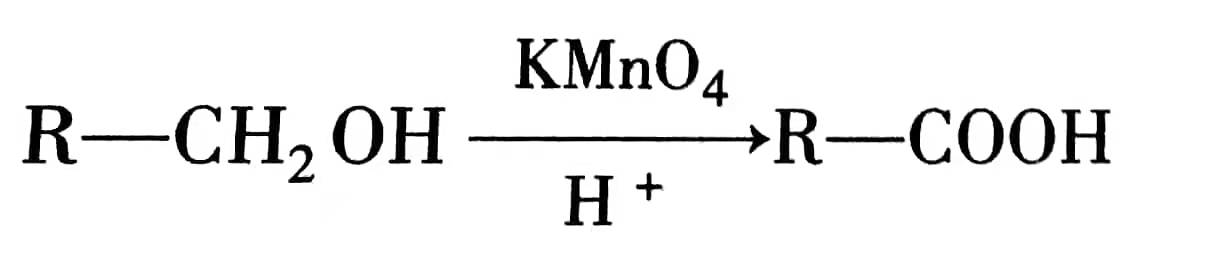 KMnO₄
R—CH₂OH ⟶ R—COOH
H⁺